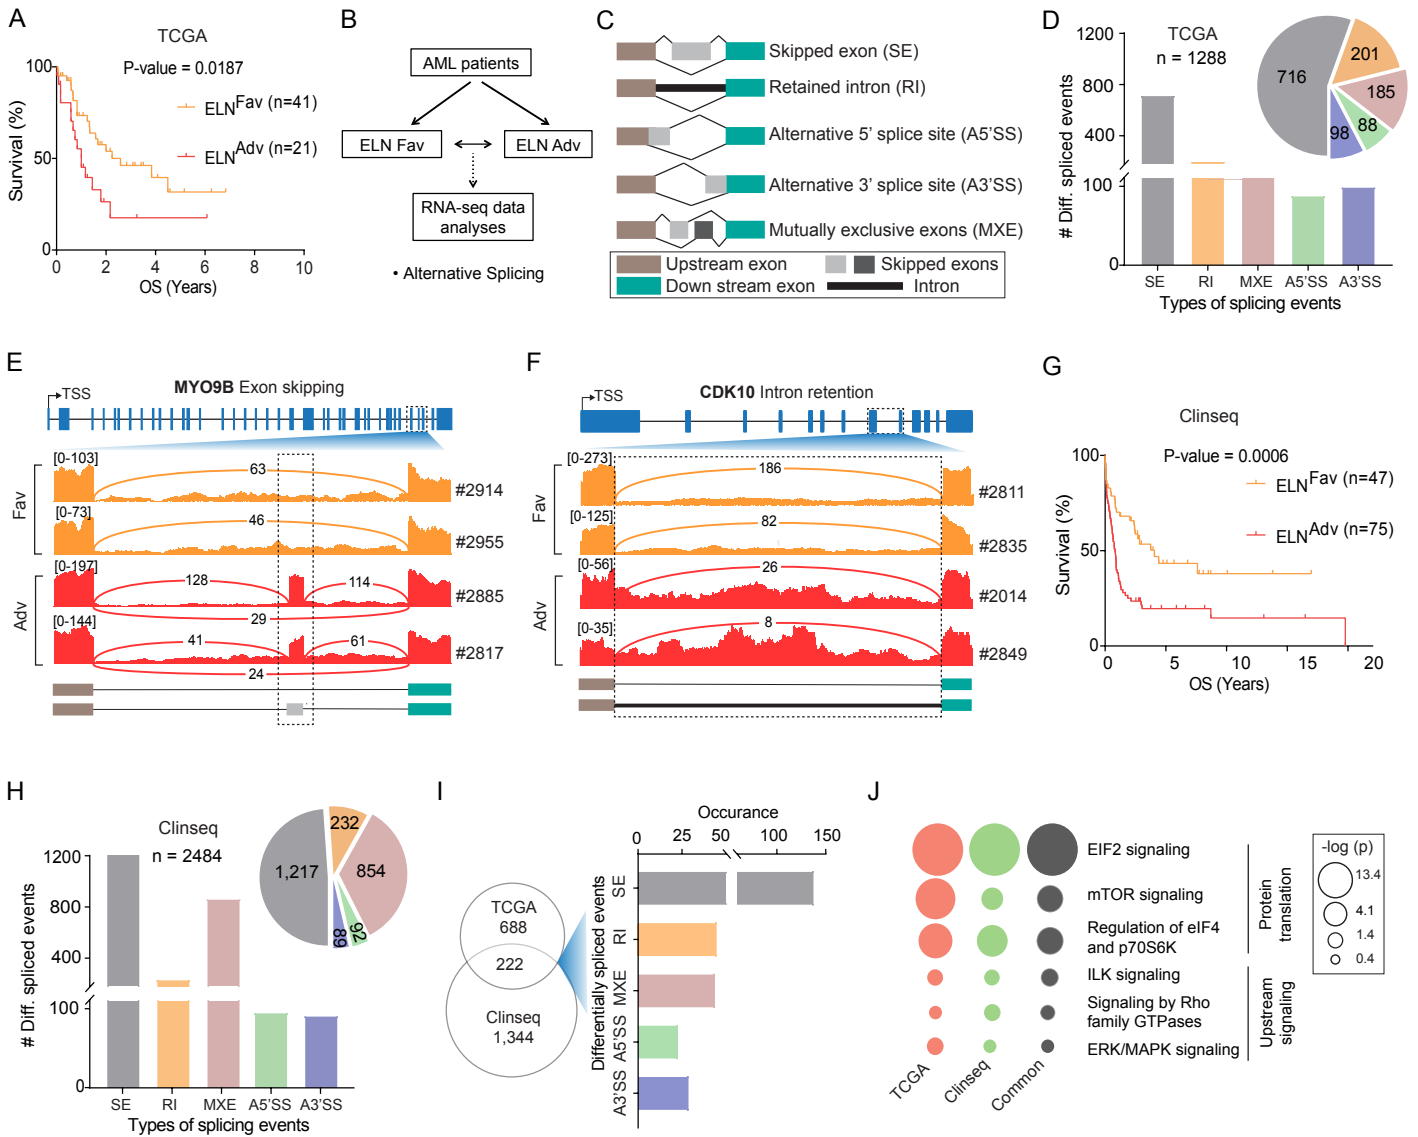 A
TCGA
P-value = 0.0187
ELN Fav (n=41)
ELN Adv (n=21)
Survival (%)
100
50
0
0 2 4 6 8 10
OS (Years)
B
AML patients
ELN Fav
ELN Adv
RNA-seq data
analyses
• Alternative Splicing
C
Skipped exon (SE)
Retained intron (RI)
Alternative 5' splice site (A5'SS)
Alternative 3' splice site (A3'SS)
Mutually exclusive exons (MXE)
Upstream exon
Skipped exons
Down stream exon
Intron
D
TCGA
n = 1288
# Diff. spliced events
1200
800
400
100
0
SE RI MXE A5'SS A3'SS
Types of splicing events
716
201
185
88
98
E
MYO9B Exon skipping
TSS
Fav
[0-103]
63
#2914
[0-73]
46
#2955
Adv
[0-197]
128
114
29
#2885
[0-144]
41
61
24
#2817
F
CDK10 Intron retention
TSS
Fav
[0-273]
186
#2811
[0-125]
82
#2835
Adv
[0-56]
26
#2014
[0-35]
8
#2849
G
Clinseq
P-value = 0.0006
ELN Fav (n=47)
ELN Adv (n=75)
Survival (%)
100
50
0
0 5 10 15 20
OS (Years)
H
Clinseq
n = 2484
# Diff. spliced events
1200
800
400
100
0
SE RI MXE A5'SS A3'SS
Types of splicing events
1,217
232
854
92
89
I
TCGA
688
222
Clinseq
1,344
Occurance
0 25 50 100 150
Differentially spliced events
SE
RI
MXE
A5'SS
A3'SS
J
EIF2 signaling
mTOR signaling
Regulation of eIF4
and p70S6K
ILK signaling
Signaling by Rho
family GTPases
ERK/MAPK signaling
Protein
translation
Upstream
signaling
TCGA
Clinseq
Common
-log (p)
13.4
4.1
1.4
0.4